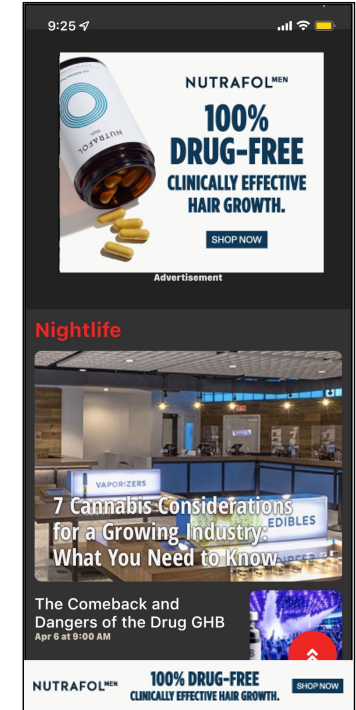 9:25
NUTRAFOL MEN
100%
DRUG-FREE
CLINICALLY EFFECTIVE
HAIR GROWTH.
SHOP NOW
NUTRAFOL
Men
Advertisement
Nightlife
VAPORIZERS
EDIBLES
7 Cannabis Considerations
for a Growing Industry:
What You Need to Know
The Comeback and
Dangers of the Drug GHB
Apr 6 at 9:00 AM
NUTRAFOL MEN
100% DRUG-FREE
CLINICALLY EFFECTIVE HAIR GROWTH.
SHOP NOW